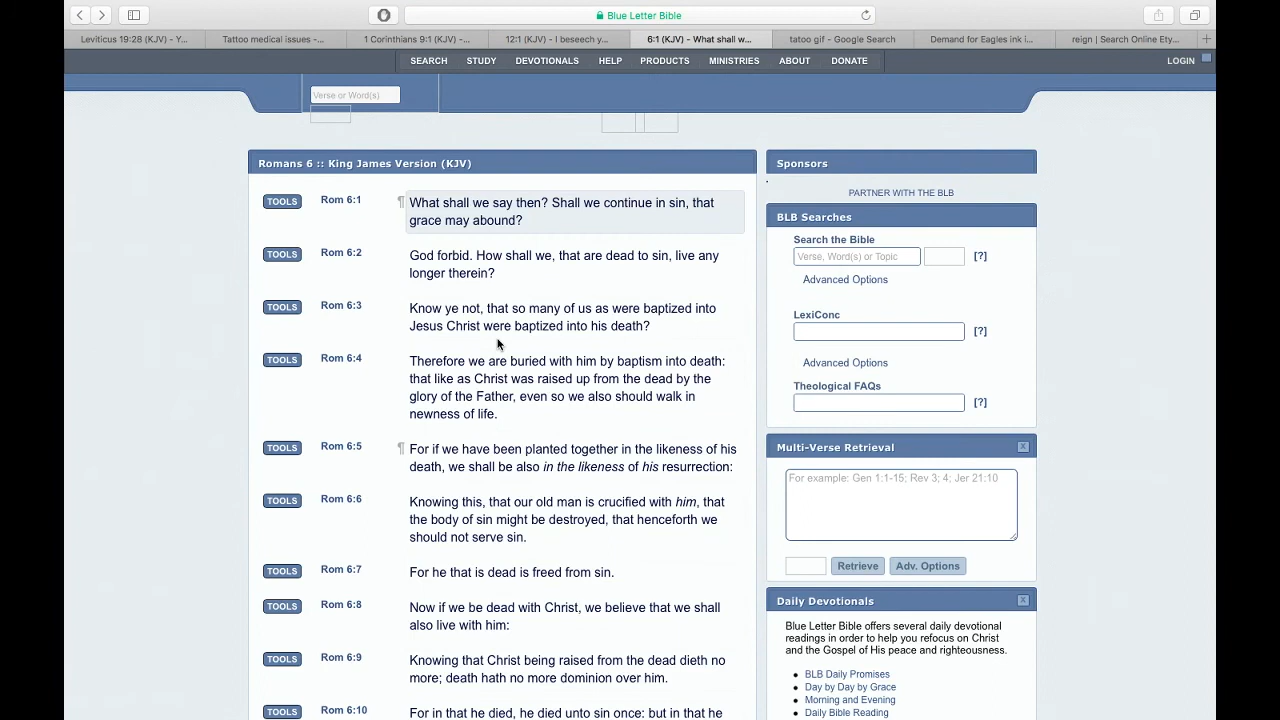 Blue Letter Bible
Leviticus 19:28 (KJV) - Y...
Tattoo medical issues -...
1 Corinthians 9:1 (KJV) -...
12:1 (KJV) - I beseech y...
6:1 (KJV) - What shall w...
tatoo gif - Google Search
Demand for Eagles ink i...
reign | Search Online Ety...
SEARCH STUDY DEVOTIONALS HELP PRODUCTS MINISTRIES ABOUT DONATE LOGIN
Verse or Word(s)
Romans 6 :: King James Version (KJV)
TOOLS Rom 6:1 ¶ What shall we say then? Shall we continue in sin, that
grace may abound?
TOOLS Rom 6:2 God forbid. How shall we, that are dead to sin, live any
longer therein?
TOOLS Rom 6:3 Know ye not, that so many of us as were baptized into
Jesus Christ were baptized into his death?
TOOLS Rom 6:4 Therefore we are buried with him by baptism into death:
that like as Christ was raised up from the dead by the
glory of the Father, even so we also should walk in
newness of life.
TOOLS Rom 6:5 ¶ For if we have been planted together in the likeness of his
death, we shall be also in the likeness of his resurrection:
TOOLS Rom 6:6 Knowing this, that our old man is crucified with him, that
the body of sin might be destroyed, that henceforth we
should not serve sin.
TOOLS Rom 6:7 For he that is dead is freed from sin.
TOOLS Rom 6:8 Now if we be dead with Christ, we believe that we shall
also live with him:
TOOLS Rom 6:9 Knowing that Christ being raised from the dead dieth no
more; death hath no more dominion over him.
TOOLS Rom 6:10 For in that he died, he died unto sin once: but in that he
Sponsors
PARTNER WITH THE BLB
BLB Searches
Search the Bible
Verse, Word(s) or Topic [?]
Advanced Options
LexiConc
[?]
Advanced Options
Theological FAQs
[?]
Multi-Verse Retrieval X
For example: Gen 1:1-15; Rev 3; 4; Jer 21:10
Retrieve Adv. Options
Daily Devotionals X
Blue Letter Bible offers several daily devotional
readings in order to help you refocus on Christ
and the Gospel of His peace and righteousness.
BLB Daily Promises
Day by Day by Grace
Morning and Evening
Daily Bible Reading